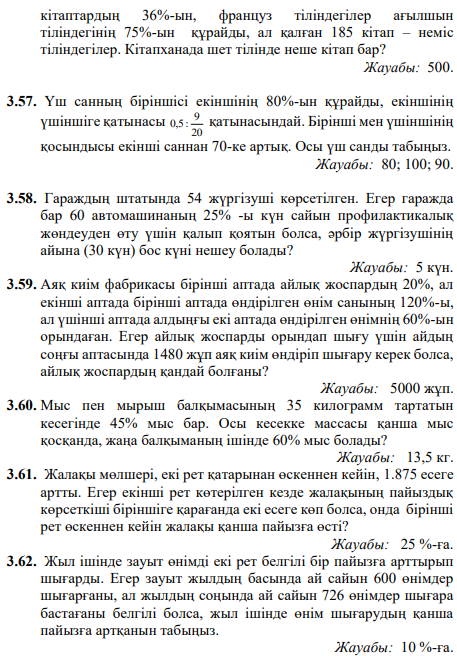 кітаптардың 36%-ын, француз тіліндегілер ағылшын
тіліндегінің 75%-ын құрайды, ал қалған 185 кітап – неміс
тіліндегілер. Кітапханада шет тілінде неше кітап бар?
Жауабы: 500.
3.57. Үш санның біріншісі екіншінің 80%-ын құрайды, екіншінің
үшіншіге қатынасы 0,5 : 9/20 қатынасындай. Бірінші мен үшіншінің
қосындысы екінші саннан 70-ке артық. Осы үш санды табыңыз.
Жауабы: 80; 100; 90.
3.58. Гараждың штатында 54 жүргізуші көрсетілген. Егер гаражда
бар 60 автомашинаның 25% -ы күн сайын профилактикалық
жөндеуден өту үшін қалып қоятын болса, әрбір жүргізушінің
айына (30 күн) бос күні нешеу болады?
Жауабы: 5 күн.
3.59. Аяқ киім фабрикасы бірінші аптада айлық жоспардың 20%, ал
екінші аптада бірінші аптада өндірілген өнім санының 120%-ы,
ал үшінші аптада алдыңғы екі аптада өндірілген өнімнің 60%-ын
орындаған. Егер айлық жоспарды орындап шығу үшін айдың
соңғы аптасында 1480 жұп аяқ киім өндіріп шығару керек болса,
айлық жоспардың қандай болғаны?
Жауабы: 5000 жұп.
3.60. Мыс пен мырыш балқымасының 35 килограмм тартатын
кесегінде 45% мыс бар. Осы кесекке массасы қанша мыс
қосқанда, жаңа балқыманың ішінде 60% мыс болады?
Жауабы: 13,5 кг.
3.61. Жалақы мөлшері, екі рет қатарынан өскеннен кейін, 1.875 есеге
артты. Егер екінші рет көтерілген кезде жалақының пайыздық
көрсеткіші біріншіге қарағанда екі есеге көп болса, онда бірінші
рет өскеннен кейін жалақы қанша пайызға өсті?
Жауабы: 25 %-ға.
3.62. Жыл ішінде зауыт өнімді екі рет белгілі бір пайызға арттырып
шығарды. Егер зауыт жылдың басында ай сайын 600 өнімдер
шығарғаны, ал жылдың соңында ай сайын 726 өнімдер шығара
бастағаны белгілі болса, жыл ішінде өнім шығарудың қанша
пайызға артқанын табыңыз.
Жауабы: 10 %-ға.